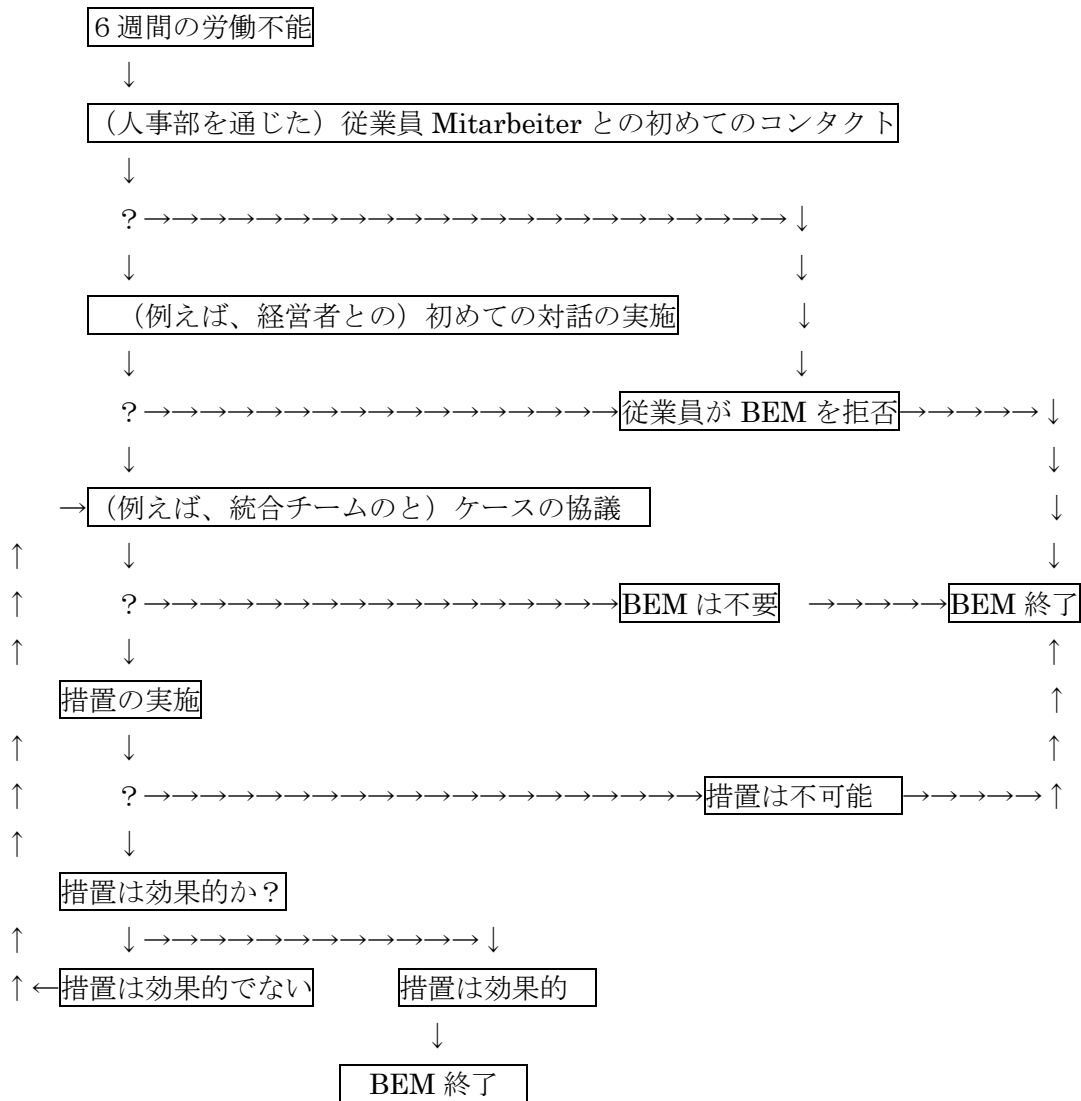 ６週間の労働不能
↓
（人事部を通じた）従業員 Mitarbeiter との初めてのコンタクト
↓
？→→→→→→→→→→→→→→→→→→→→→→→↓
↓ ↓
（例えば、経営者との）初めての対話の実施 ↓
↓ ↓
？→→→→→→→→→→→→→→→→→従業員が BEM を拒否→→→→→↓
↓ ↓
→（例えば、統合チームのと）ケースの協議 ↓
↑ ↓ ↓
↑ ？→→→→→→→→→→→→→→→→→BEM は不要 →→→→→BEM 終了
↑ ↓ ↑
措置の実施 ↑
↑ ↓ ↑
↑ ？→→→→→→→→→→→→→→→→→→→→措置は不可能 →→→→→↑
↑ ↓
措置は効果的か？
↑ ↓→→→→→→→→→→→→↓
↑←措置は効果的でない 措置は効果的
↓
BEM 終了